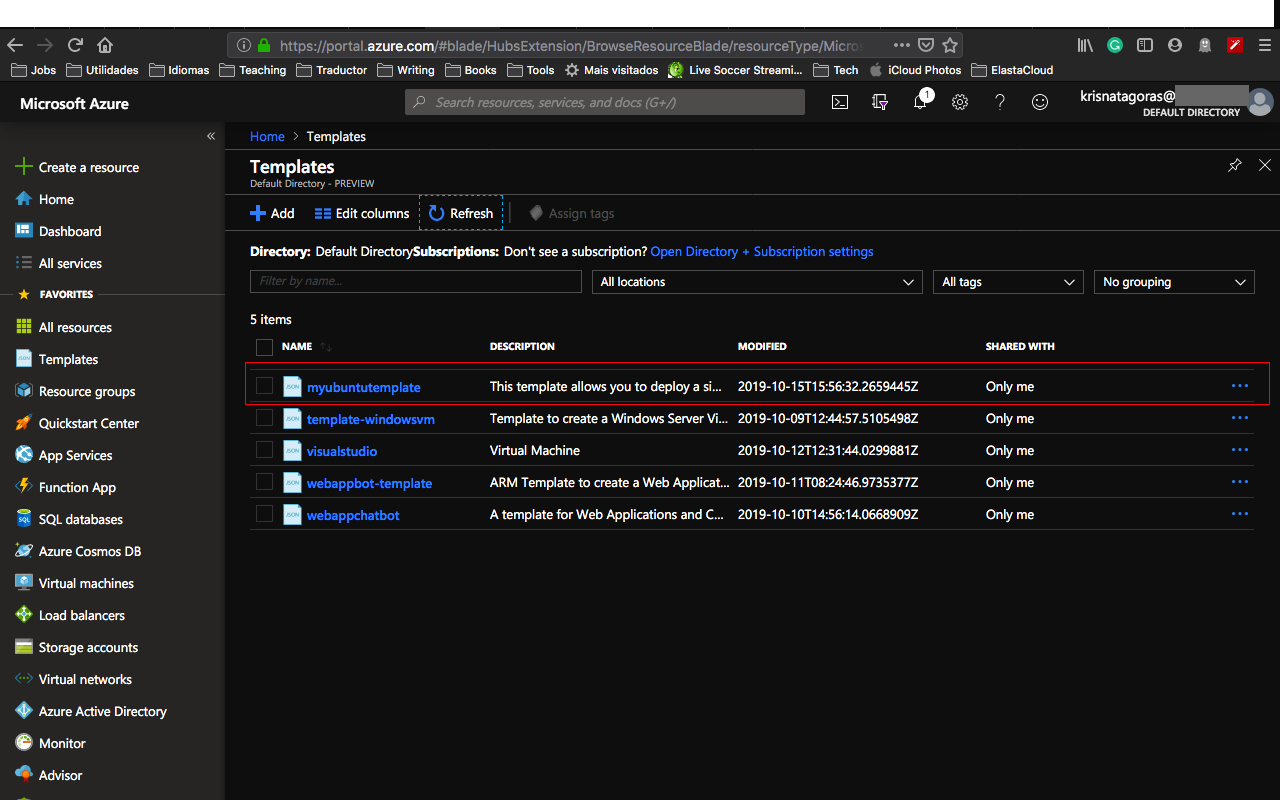 https://portal.azure.com/#blade/HubsExtension/BrowseResourceBlade/resourceType/Micros
Jobs Utilidades Idiomas Teaching Traductor Writing Books Tools Mais visitados Live Soccer Streami... Tech iCloud Photos ElastaCloud
Microsoft Azure Search resources, services, and docs (G+/) 1 krisnatagoras@
DEFAULT DIRECTORY
« Home > Templates
Templates
Default Directory - PREVIEW
Add Edit columns Refresh Assign tags
Directory: Default DirectorySubscriptions: Don't see a subscription? Open Directory + Subscription settings
Filter by name... All locations All tags No grouping
5 items
NAME DESCRIPTION MODIFIED SHARED WITH
myubuntutemplate This template allows you to deploy a si... 2019-10-15T15:56:32.2659445Z Only me
template-windowsvm Template to create a Windows Server Vi... 2019-10-09T12:44:57.5105498Z Only me
visualstudio Virtual Machine 2019-10-12T12:31:44.0299881Z Only me
webappbot-template ARM Template to create a Web Applicat... 2019-10-11T08:24:46.9735377Z Only me
webappchatbot A template for Web Applications and C... 2019-10-10T14:56:14.0668909Z Only me
Create a resource
Home
Dashboard
All services
FAVORITES
All resources
Templates
Resource groups
Quickstart Center
App Services
Function App
SQL databases
Azure Cosmos DB
Virtual machines
Load balancers
Storage accounts
Virtual networks
Azure Active Directory
Monitor
Advisor